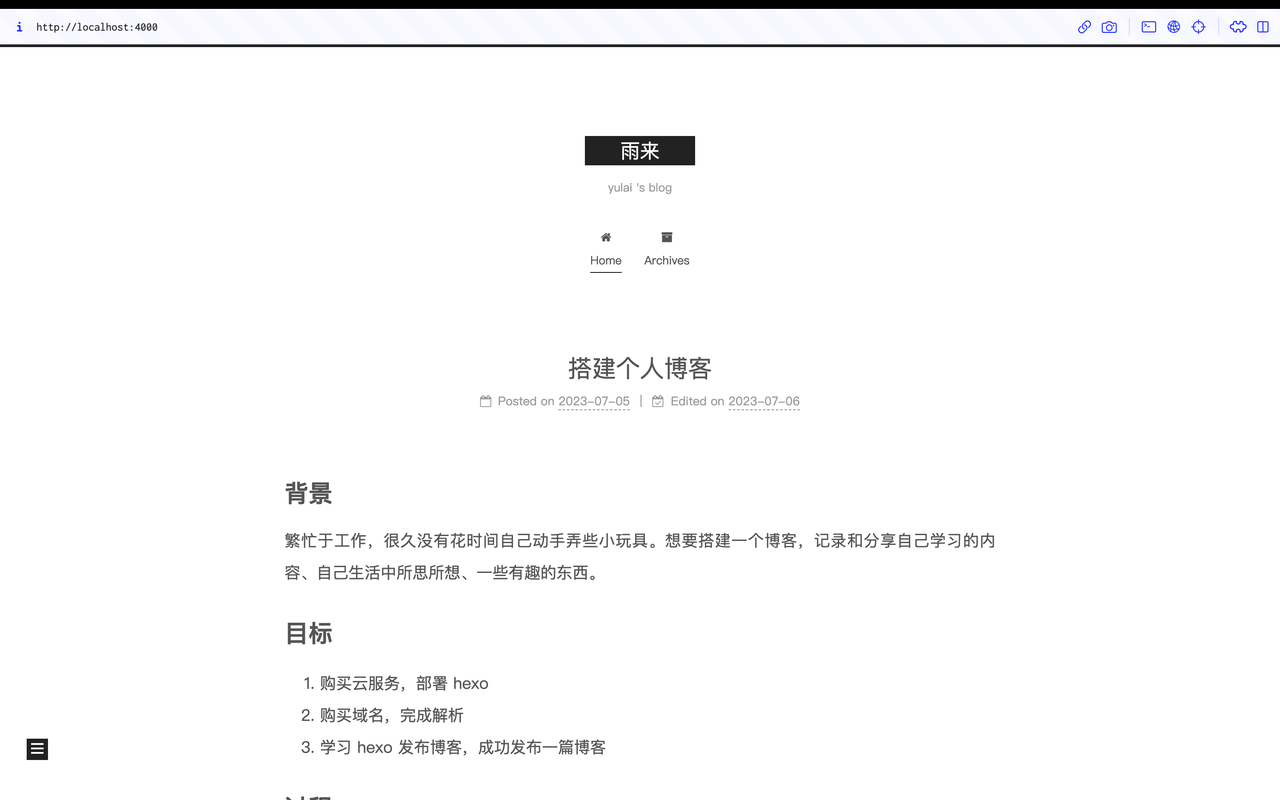 i http://localhost:4000
雨来
yulai 's blog
Home Archives
搭建个人博客
Posted on 2023-07-05 | Edited on 2023-07-06
背景
繁忙于工作，很久没有花时间自己动手弄些小玩具。想要搭建一个博客，记录和分享自己学习的内
容、自己生活中所思所想、一些有趣的东西。
目标
1. 购买云服务，部署 hexo
2. 购买域名，完成解析
3. 学习 hexo 发布博客，成功发布一篇博客